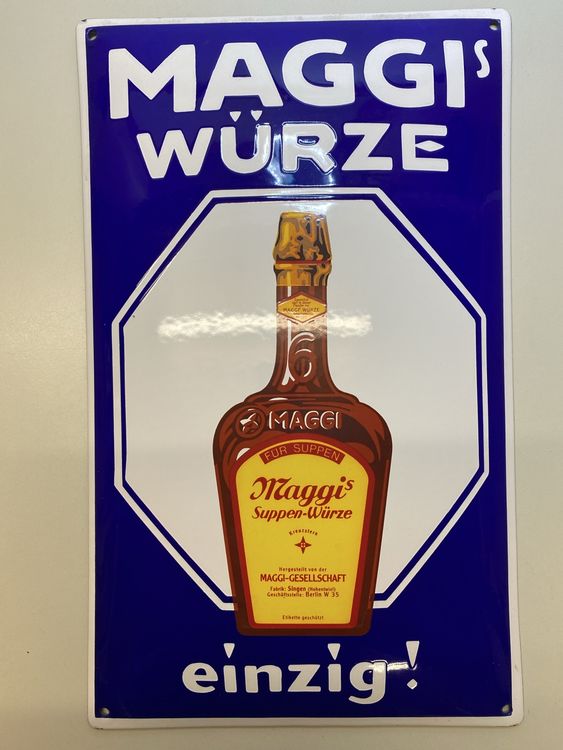 MAGGIs
WÜRZE
MAGGI'S WÜRZE
6
MAGGI
FÜR SUPPEN
Maggis
Suppen-Würze
Kreuzstern
Hergestellt von der
MAGGI-GESELLSCHAFT
Fabrik: Singen (Hohentwiel)
Geschäftsstelle: Berlin W 35
Etikette geschützt
einzig!